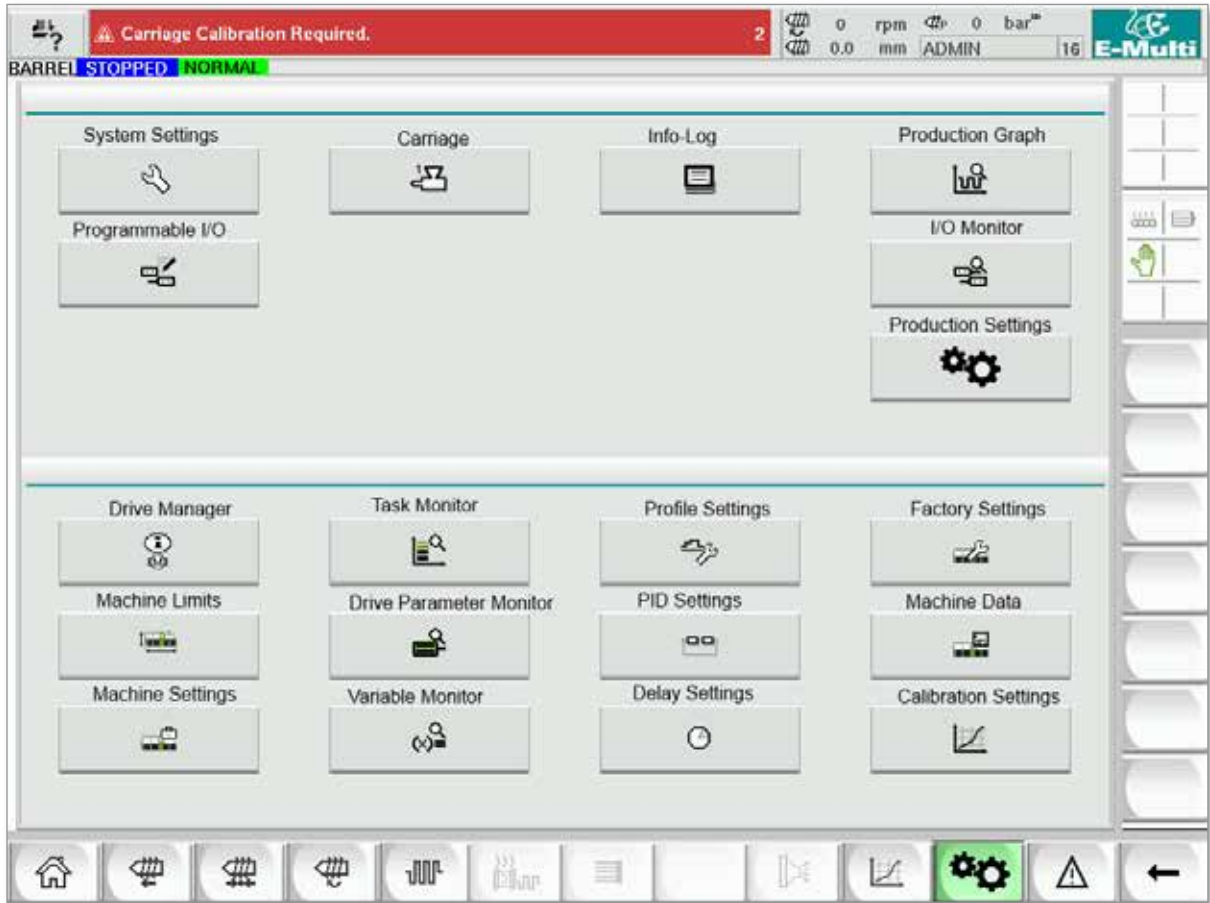 Carriage Calibration Required. 2
0 rpm 0 bar
0.0 mm ADMIN 16
E-Multi
BARREL STOPPED NORMAL
System Settings Carriage Info-Log Production Graph
Programmable I/O I/O Monitor
Production Settings
Drive Manager Task Monitor Profile Settings Factory Settings
Machine Limits Drive Parameter Monitor PID Settings Machine Data
Machine Settings Variable Monitor Delay Settings Calibration Settings